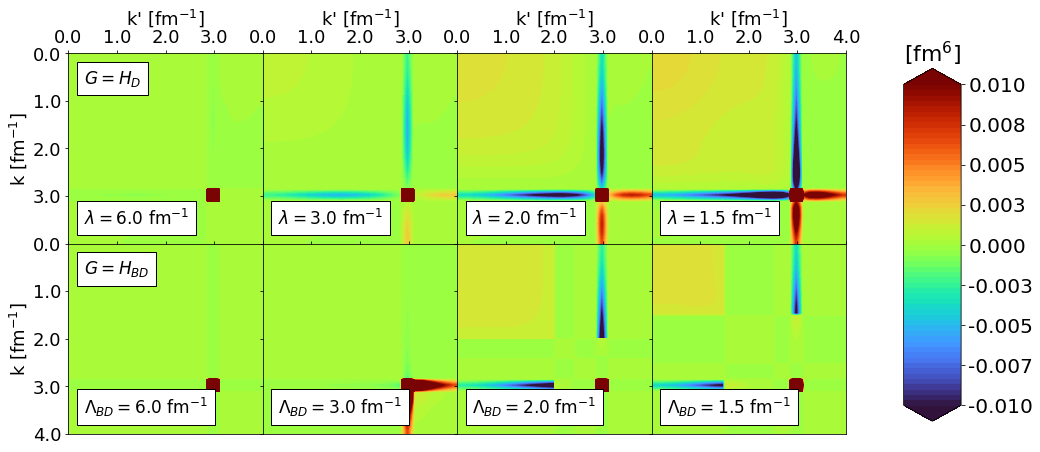 k' [fm⁻¹] k' [fm⁻¹] k' [fm⁻¹] k' [fm⁻¹]
0.0 1.0 2.0 3.0 0.0 1.0 2.0 3.0 0.0 1.0 2.0 3.0 0.0 1.0 2.0 3.0 4.0
[fm⁶]
0.0
G = H_D
0.010
1.0
0.008
k [fm⁻¹]
2.0
0.005
3.0
λ = 6.0 fm⁻¹ λ = 3.0 fm⁻¹ λ = 2.0 fm⁻¹ λ = 1.5 fm⁻¹
0.003
0.0
0.000
G = H_BD
1.0
-0.003
k [fm⁻¹]
2.0
-0.005
3.0
-0.007
Λ_BD = 6.0 fm⁻¹ Λ_BD = 3.0 fm⁻¹ Λ_BD = 2.0 fm⁻¹ Λ_BD = 1.5 fm⁻¹
-0.010
4.0